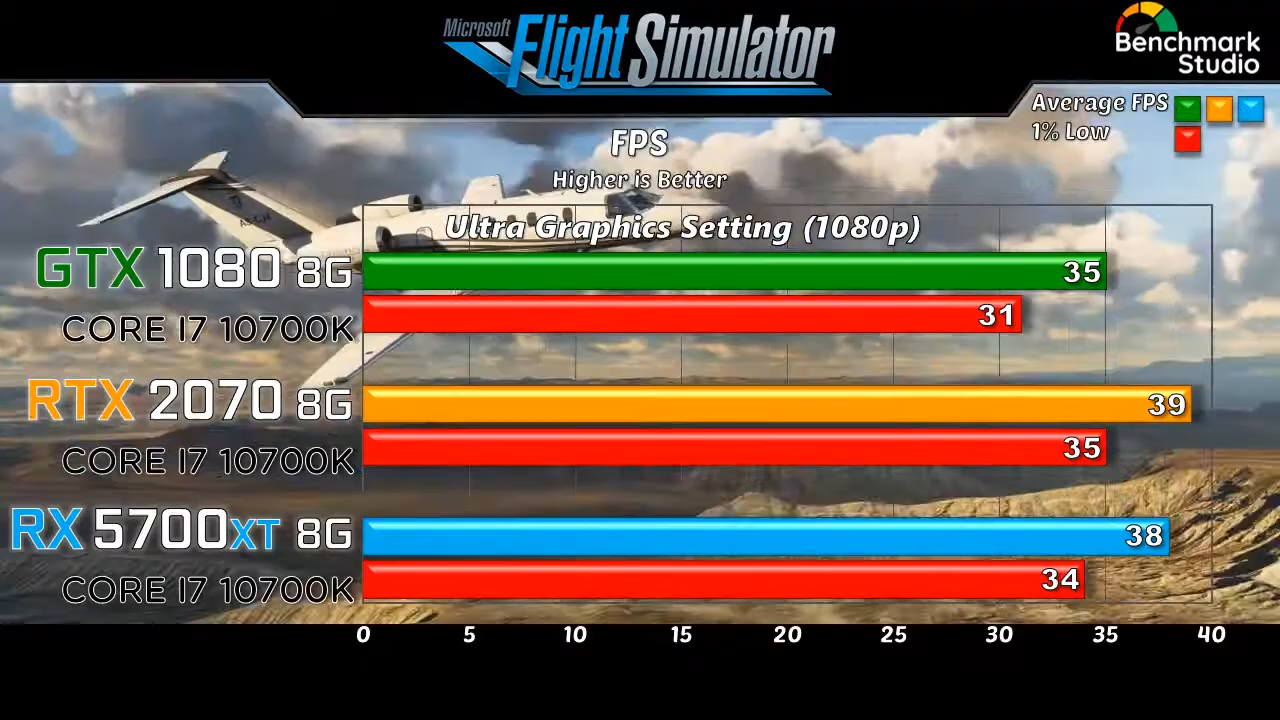 Microsoft Flight Simulator
Benchmark
Studio
Average FPS
1% Low
FPS
Higher is Better
Ultra Graphics Setting (1080p)
GTX 1080 8G
35
CORE I7 10700K
31
RTX 2070 8G
39
CORE I7 10700K
35
RX 5700XT 8G
38
CORE I7 10700K
34
0 5 10 15 20 25 30 35 40